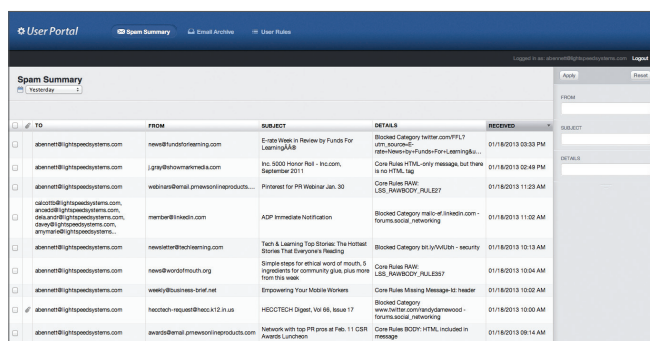 User Portal
Spam Summary
Email Archive
User Rules
Logged in as: abennett@lightspeedsystems.com Logout
Spam Summary
Yesterday
Apply
Reset
FROM
SUBJECT
DETAILS
TO FROM SUBJECT DETAILS RECEIVED
abennett@lightspeedsystems.com
news@fundsforlearning.com
E-rate Week in Review by Funds For
LearningÃÂ®
Blocked Category twitter.com/FFL?
utm_source=E-
rate+News+by+Funds+For+Learning&u...
01/18/2013 03:33 PM
abennett@lightspeedsystems.com
j.gray@showmarkmedia.com
Inc. 5000 Honor Roll - Inc.com,
September 2011
Core Rules HTML-only message, but there
is no HTML tag
01/18/2013 02:49 PM
abennett@lightspeedsystems.com
webinars@email.prnewsonlineproducts....
Pinterest for PR Webinar Jan. 30
Core Rules RAW:
LSS_RAWBODY_RULE27
01/18/2013 11:23 AM
calcottb@lightspeedsystems.com,
ancedd@lightspeedsystems.com,
dela.andr@lightspeedsystems.com,
davey@lightspeedsystems.com,
amymarie@lightspeedsystems...
member@linkedin.com
ADP Immediate Notification
Blocked Category mailc-ef.linkedin.com -
forums.social_networking
01/18/2013 11:02 AM
abennett@lightspeedsystems.com
newsletter@techlearning.com
Tech & Learning Top Stories: The Hottest
Stories That Everyone's Reading
Blocked Category bit.ly/VvlUbh - security
01/18/2013 10:13 AM
abennett@lightspeedsystems.com
news@wordofmouth.org
Simple steps for ethical word of mouth, 5
ingredients for community glue, plus more
from this week
Core Rules RAW:
LSS_RAWBODY_RULE357
01/18/2013 10:04 AM
abennett@lightspeedsystems.com
weekly@business-brief.net
Empowering Your Mobile Workers
Core Rules Missing Message-Id: header
01/18/2013 10:02 AM
abennett@lightspeedsystems.com
hecctech-request@hecc.k12.in.us
HECCTECH Digest, Vol 68, Issue 17
Blocked Category
www.twitter.com/randydamewood -
forums.social_networking
01/18/2013 10:00 AM
abennett@lightspeedsystems.com
awards@email.prnewsonlineproducts.com
Network with top PR pros at Feb. 11 CSR
Awards Luncheon
Core Rules BODY: HTML included in
message
01/18/2013 09:14 AM